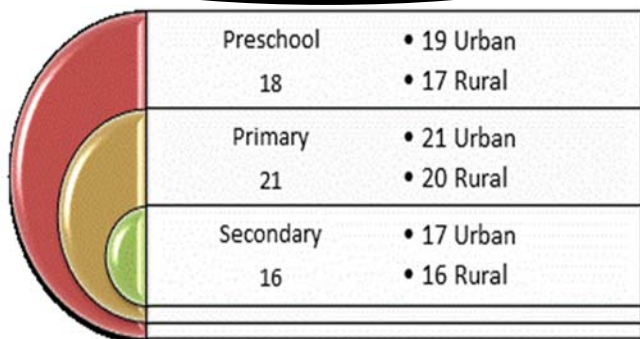 Preschool
18
• 19 Urban
• 17 Rural
Primary
21
• 21 Urban
• 20 Rural
Secondary
16
• 17 Urban
• 16 Rural